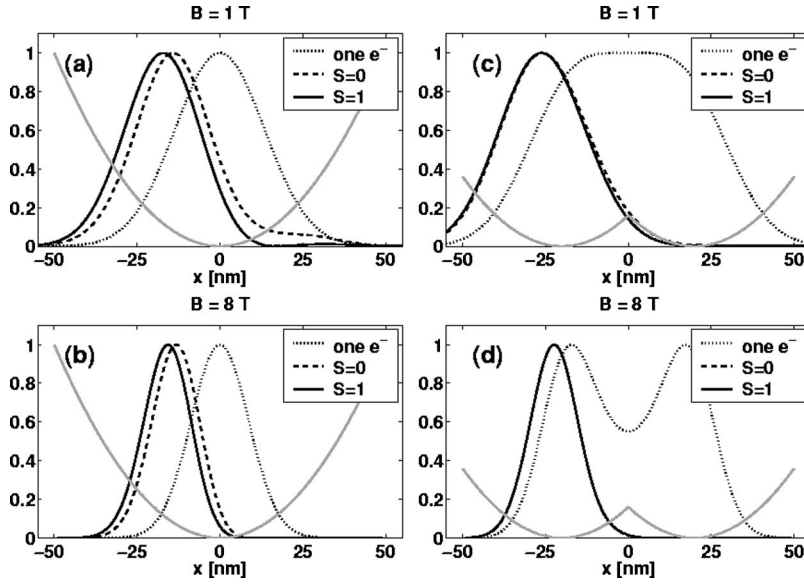 B = 1 T
(a)
one e⁻
S=0
S=1
1
0.8
0.6
0.4
0.2
0
−50 −25 0 25 50
x [nm]
B = 1 T
(c)
one e⁻
S=0
S=1
1
0.8
0.6
0.4
0.2
0
−50 −25 0 25 50
x [nm]
B = 8 T
(b)
one e⁻
S=0
S=1
1
0.8
0.6
0.4
0.2
0
−50 −25 0 25 50
x [nm]
B = 8 T
(d)
one e⁻
S=0
S=1
1
0.8
0.6
0.4
0.2
0
−50 −25 0 25 50
x [nm]